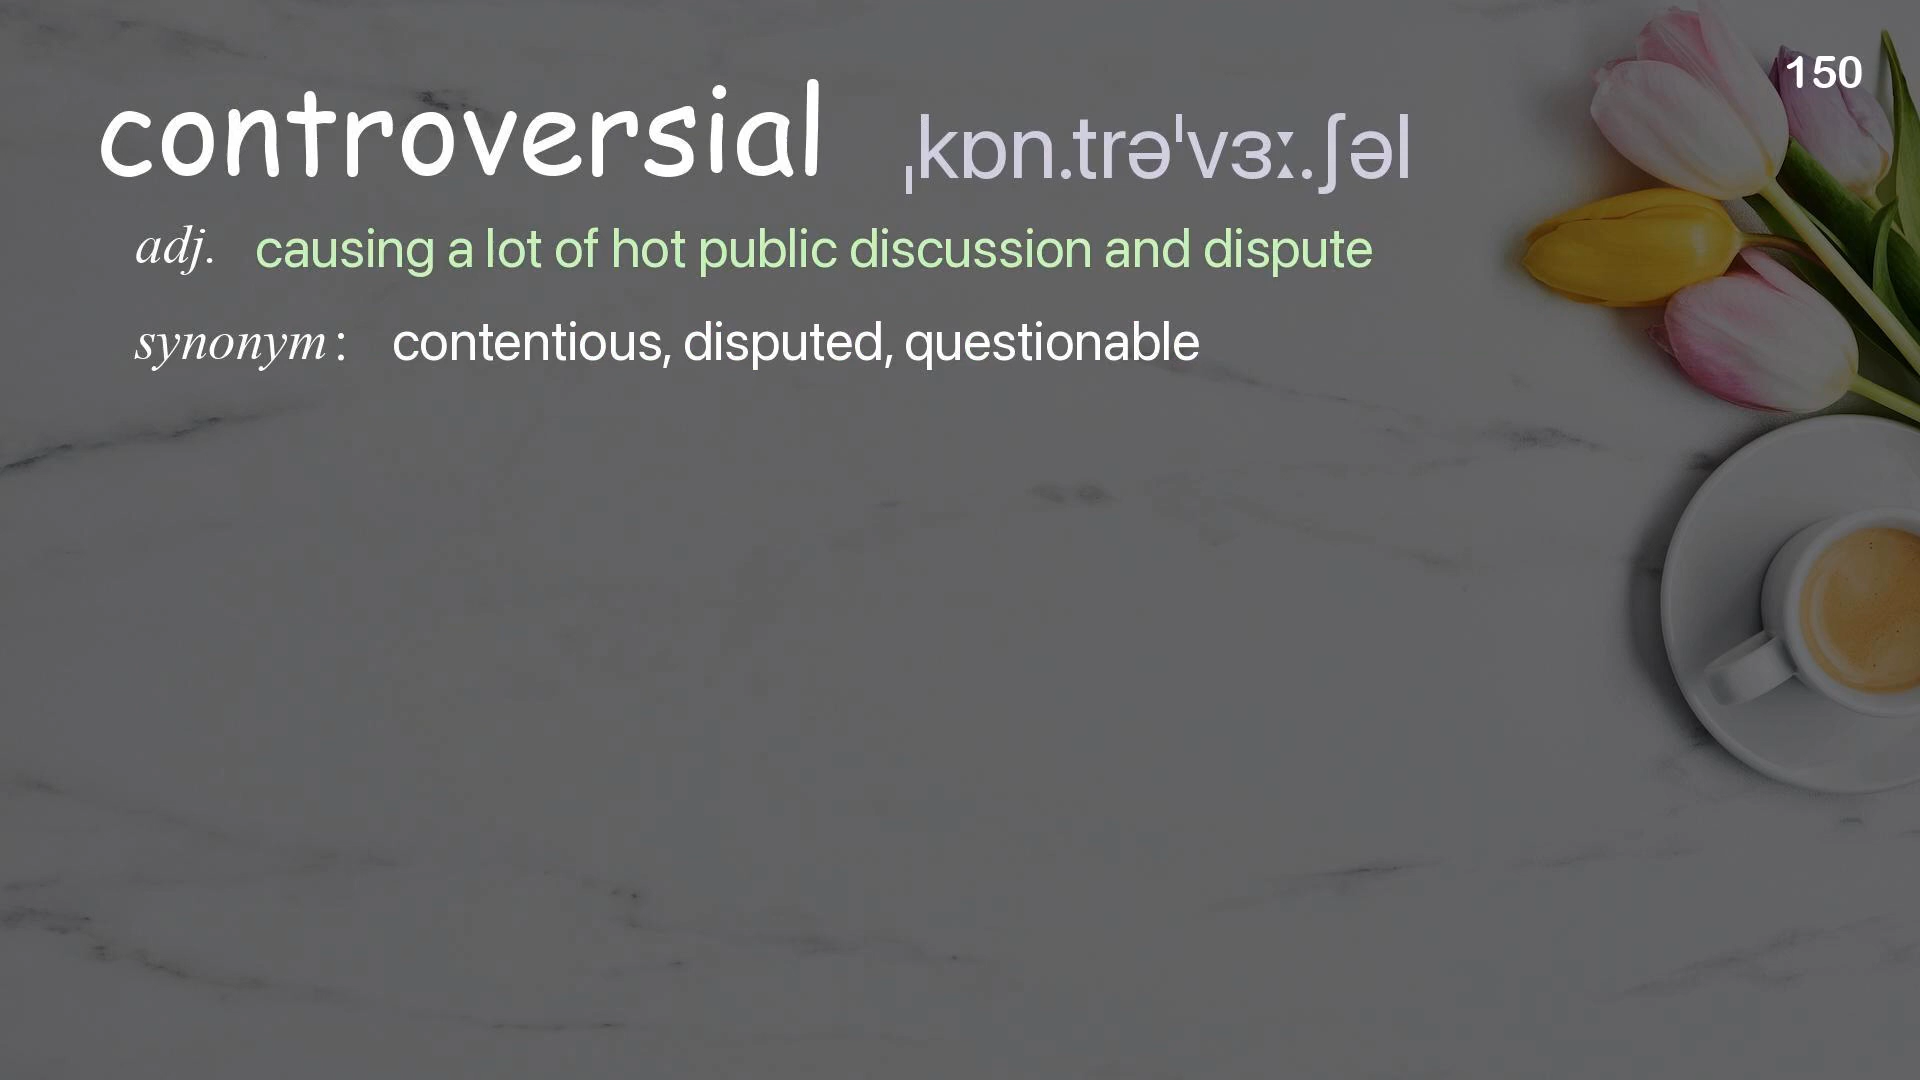 150
controversial ˌkɒn.trəˈvɜː.ʃəl
adj. causing a lot of hot public discussion and dispute
synonym: contentious, disputed, questionable